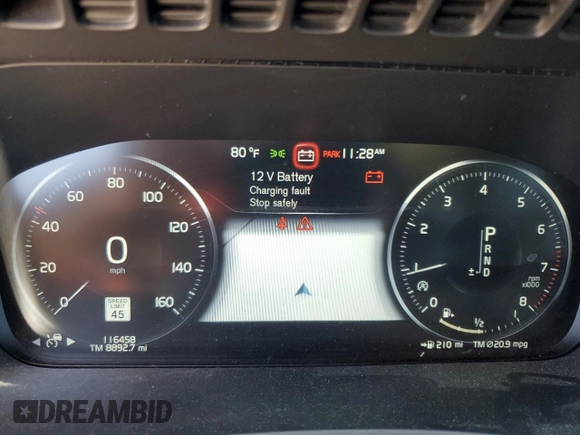 80 °F PARK 11:28 AM
12 V Battery
Charging fault
Stop safely
0 20 40 60 80 100 120 140 160
0
mph
SPEED
LIMIT
45
116458
TM 8892.7 mi
0 1 2 3 4 5 6 7 8
P
R
N
± D
rpm
x1000
A
1/2
210 mi TM ∅20.9 mpg
DREAMBID